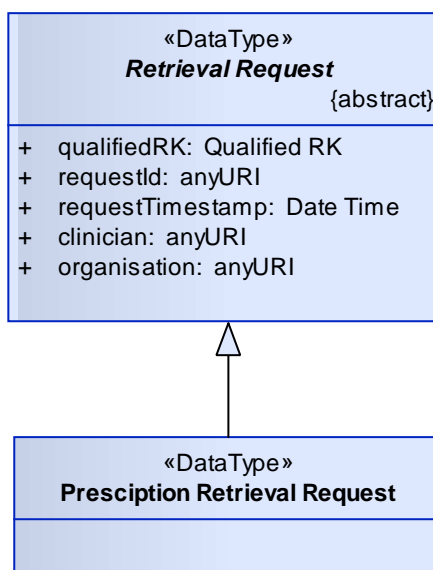 «DataType»
Retrieval Request
{abstract}
+ qualifiedRK: Qualified RK
+ requestId: anyURI
+ requestTimestamp: Date Time
+ clinician: anyURI
+ organisation: anyURI
«DataType»
Presciption Retrieval Request